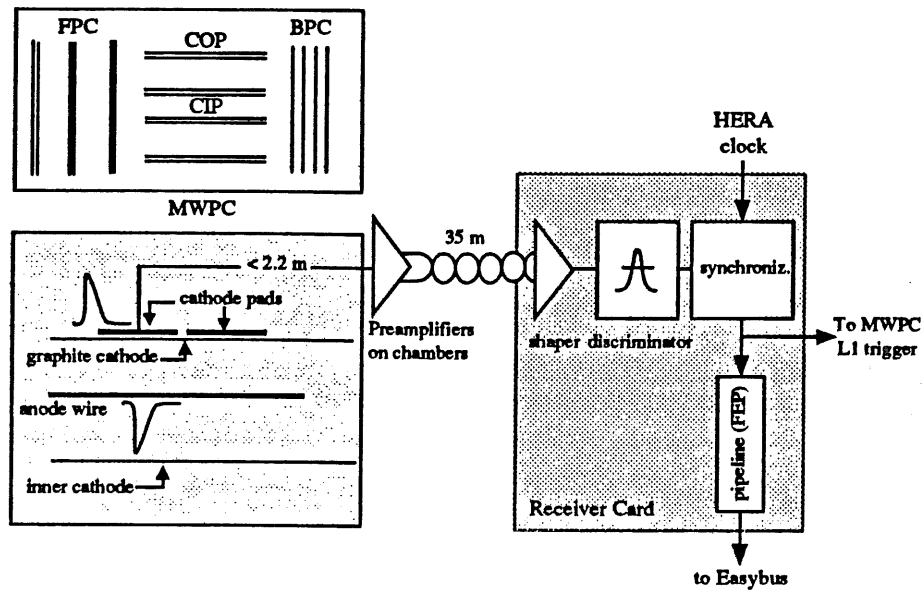 FPC
COP
BPC
CIP
MWPC
< 2.2 m
cathode pads
graphite cathode
anode wire
inner cathode
Preamplifiers
on chambers
35 m
HERA
clock
synchroniz.
shaper discriminator
To MWPC
L1 trigger
pipeline (FEP)
Receiver Card
to Easybus